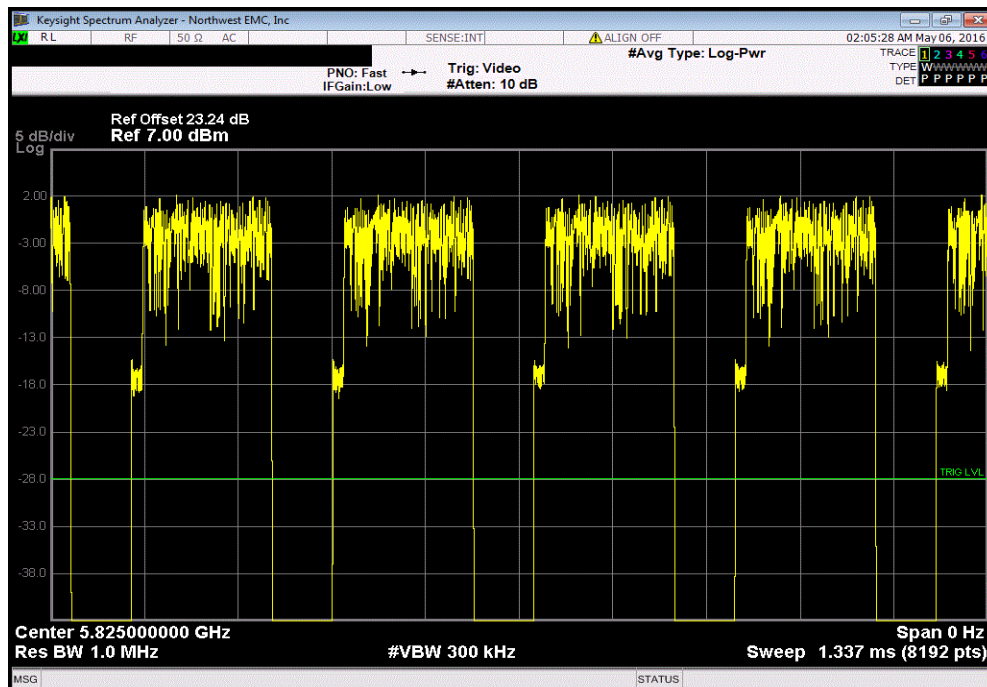 Keysight Spectrum Analyzer - Northwest EMC, Inc
LXI RL RF 50 Ω AC SENSE:INT ALIGN OFF 02:05:28 AM May 06, 2016
#Avg Type: Log-Pwr
TRACE 1 2 3 4 5 6
PNO: Fast Trig: Video
TYPE WWWWWW
IFGain:Low #Atten: 10 dB
DET P P P P P P
Ref Offset 23.24 dB
5 dB/div Ref 7.00 dBm
Log
2.00
-3.00
-8.00
-13.0
-18.0
-23.0
TRIG LVL
-28.0
-33.0
-38.0
Center 5.825000000 GHz Span 0 Hz
Res BW 1.0 MHz #VBW 300 kHz Sweep 1.337 ms (8192 pts)
MSG STATUS